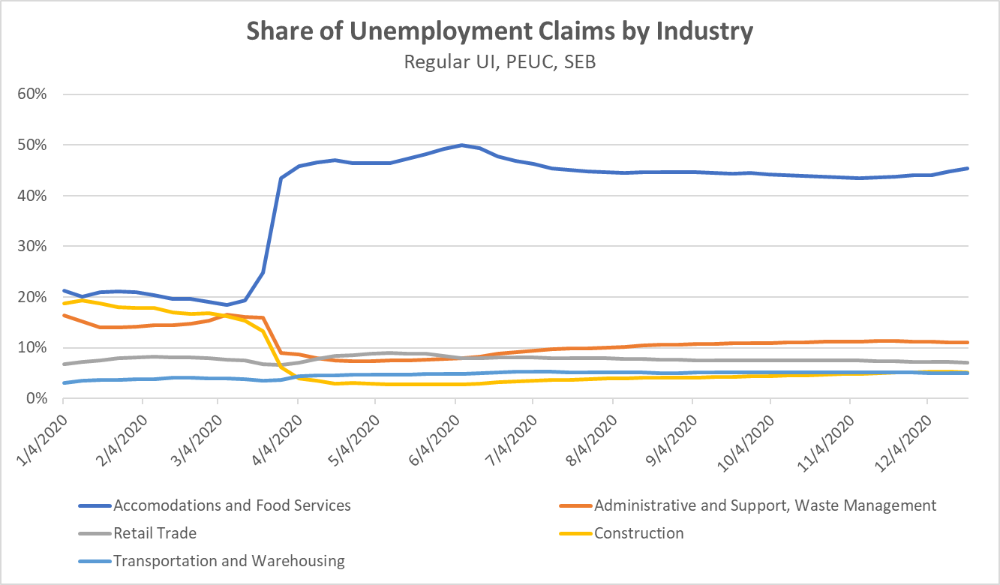 Share of Unemployment Claims by Industry
Regular UI, PEUC, SEB
60%
50%
40%
30%
20%
10%
0%
1/4/2020
2/4/2020
3/4/2020
4/4/2020
5/4/2020
6/4/2020
7/4/2020
8/4/2020
9/4/2020
10/4/2020
11/4/2020
12/4/2020
Accomodations and Food Services
Administrative and Support, Waste Management
Retail Trade
Construction
Transportation and Warehousing